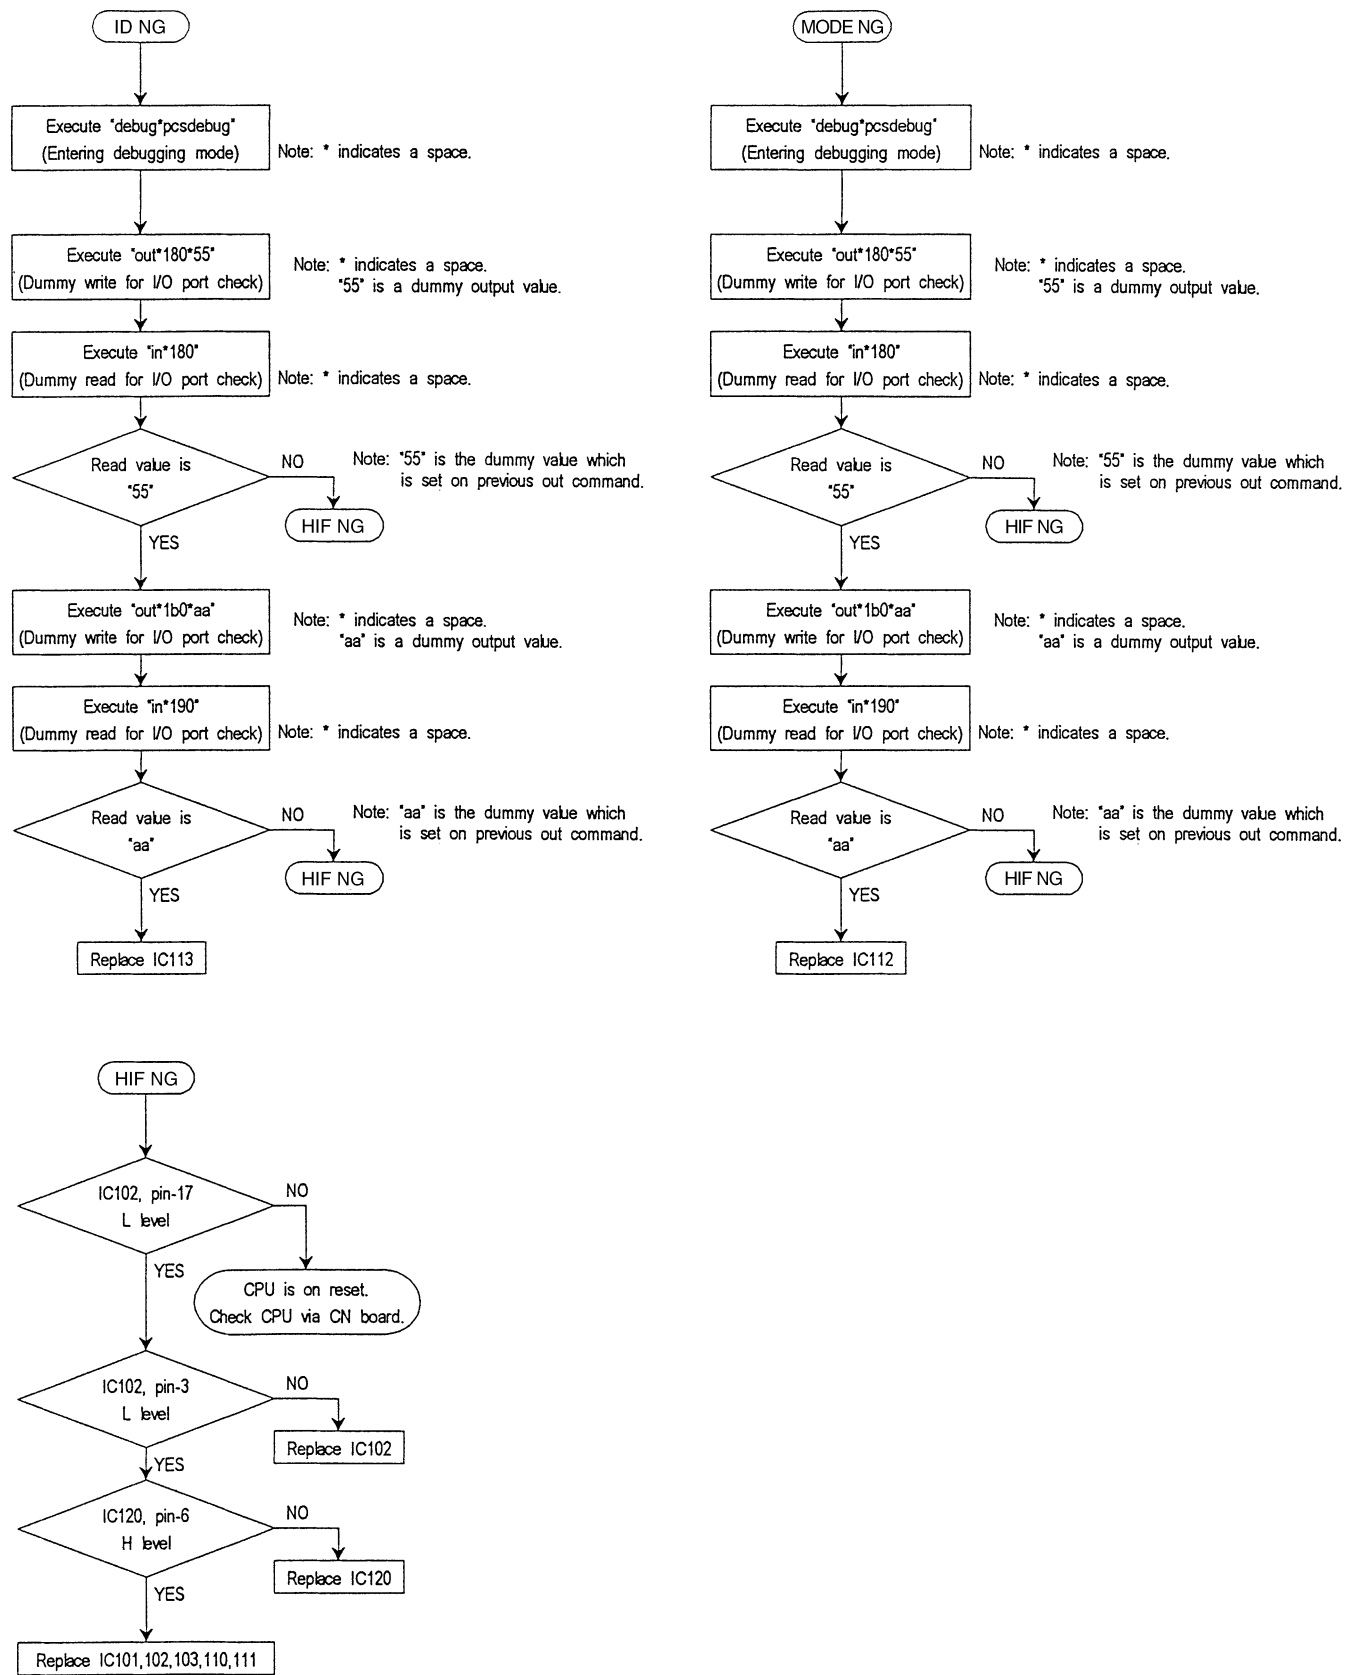 ID NG
Execute "debug*pcsdebug"
(Entering debugging mode)
Note: * indicates a space.
Execute "out*180*55"
(Dummy write for I/O port check)
Note: * indicates a space.
"55" is a dummy output value.
Execute "in*180"
(Dummy read for I/O port check)
Note: * indicates a space.
Read value is
"55"
NO
Note: "55" is the dummy value which
is set on previous out command.
HIF NG
YES
Execute "out*1b0*aa"
(Dummy write for I/O port check)
Note: * indicates a space.
"aa" is a dummy output value.
Execute "in*190"
(Dummy read for I/O port check)
Note: * indicates a space.
Read value is
"aa"
NO
Note: "aa" is the dummy value which
is set on previous out command.
HIF NG
YES
Replace IC113
MODE NG
Execute "debug*pcsdebug"
(Entering debugging mode)
Note: * indicates a space.
Execute "out*180*55"
(Dummy write for I/O port check)
Note: * indicates a space.
"55" is a dummy output value.
Execute "in*180"
(Dummy read for I/O port check)
Note: * indicates a space.
Read value is
"55"
NO
Note: "55" is the dummy value which
is set on previous out command.
HIF NG
YES
Execute "out*1b0*aa"
(Dummy write for I/O port check)
Note: * indicates a space.
"aa" is a dummy output value.
Execute "in*190"
(Dummy read for I/O port check)
Note: * indicates a space.
Read value is
"aa"
NO
Note: "aa" is the dummy value which
is set on previous out command.
HIF NG
YES
Replace IC112
HIF NG
IC102, pin-17
L level
NO
YES
CPU is on reset.
Check CPU via CN board.
IC102, pin-3
L level
NO
Replace IC102
YES
IC120, pin-6
H level
NO
Replace IC120
YES
Replace IC101,102,103,110,111